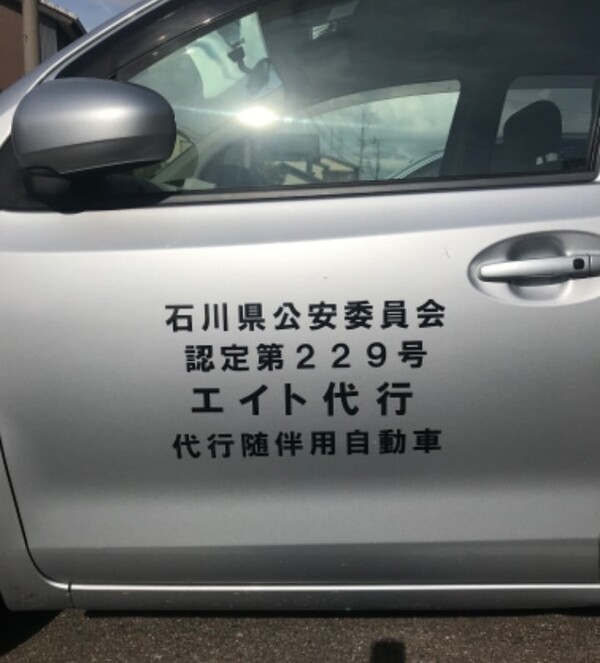 石川県公安委員会
認定第２２９号
エイト代行
代行随伴用自動車